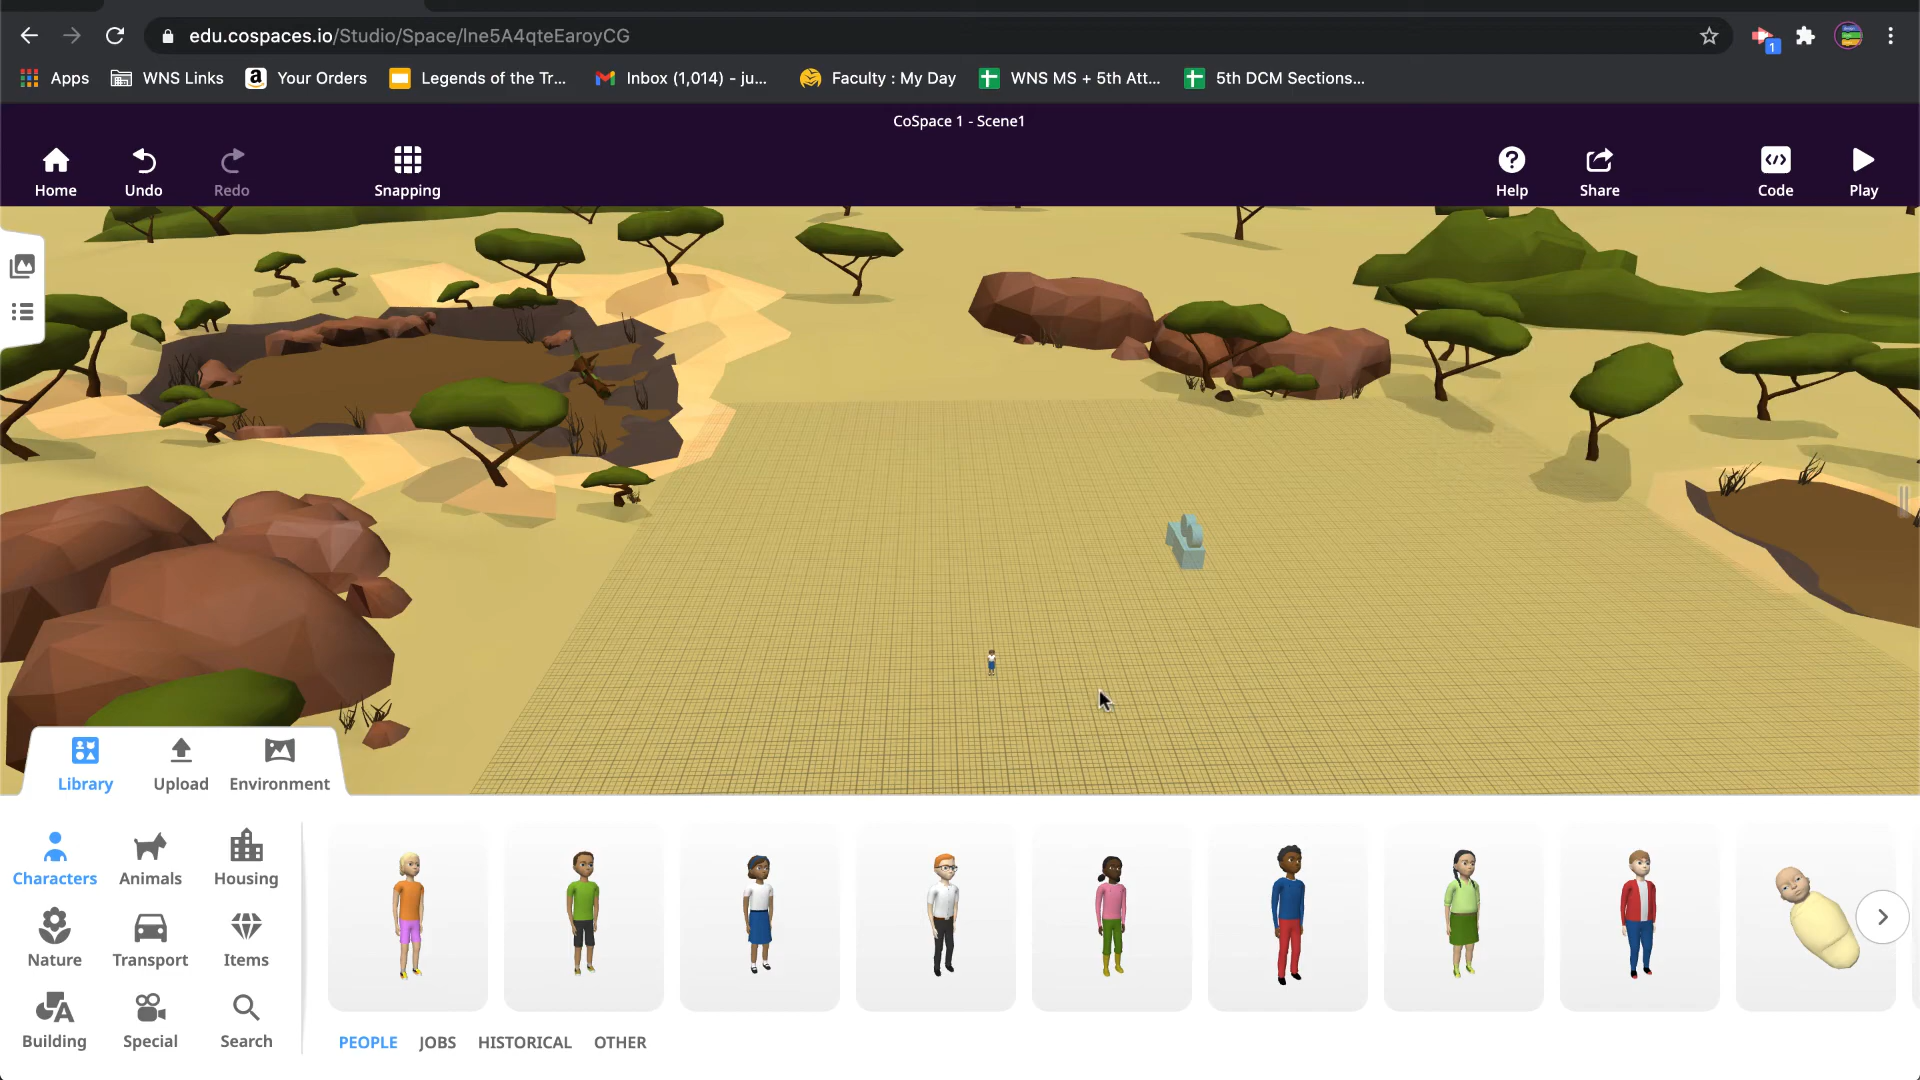 edu.cospaces.io/Studio/Space/Ine5A4qteEaroyCG
1
Apps WNS Links Your Orders Legends of the Tr... Inbox (1,014) - ju... Faculty : My Day WNS MS + 5th Att... 5th DCM Sections...
CoSpace 1 - Scene1
Home Undo Redo Snapping Help Share Code Play
Library Upload Environment
Characters Animals Housing
Nature Transport Items
Building Special Search
PEOPLE JOBS HISTORICAL OTHER